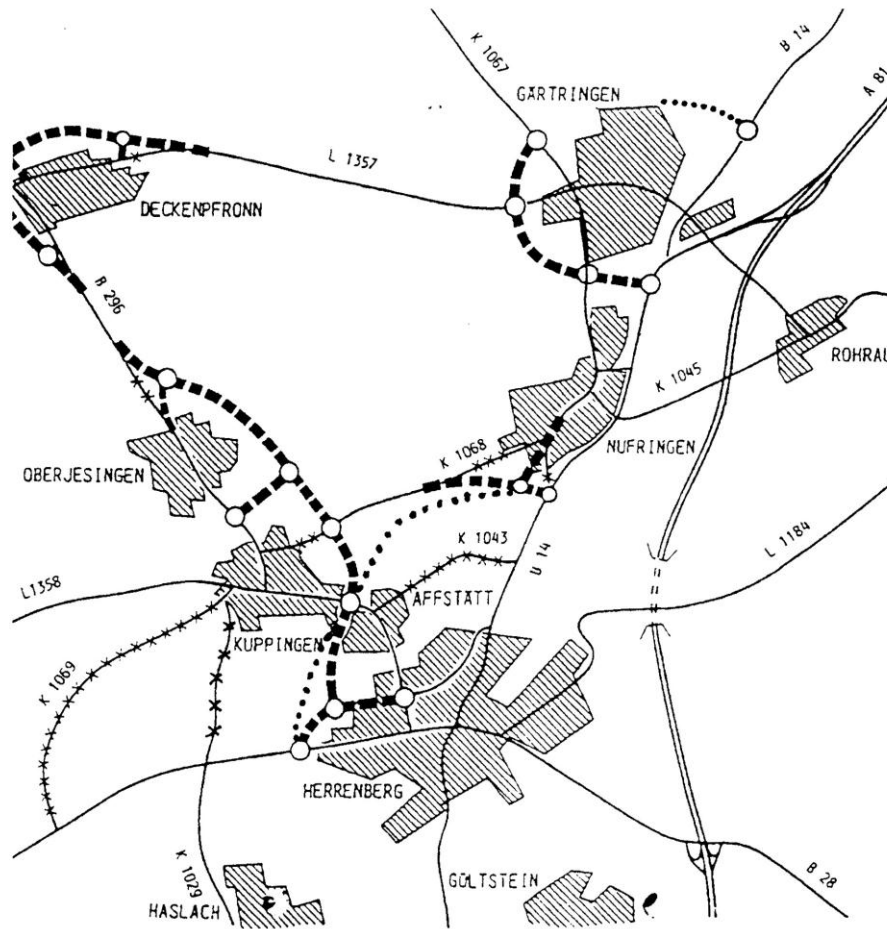 K 1067
B 14
A 81
GÄRTRINGEN
L 1357
DECKENPFRONN
B 296
ROHRAU
K 1045
K 1068
NUFRINGEN
OBERJESINGEN
K 1043
L 1184
B 14
L1358
AFFSTÄTT
KUPPINGEN
K 1069
HERRENBERG
K 1029
GÜLTSTEIN
B 28
HASLACH